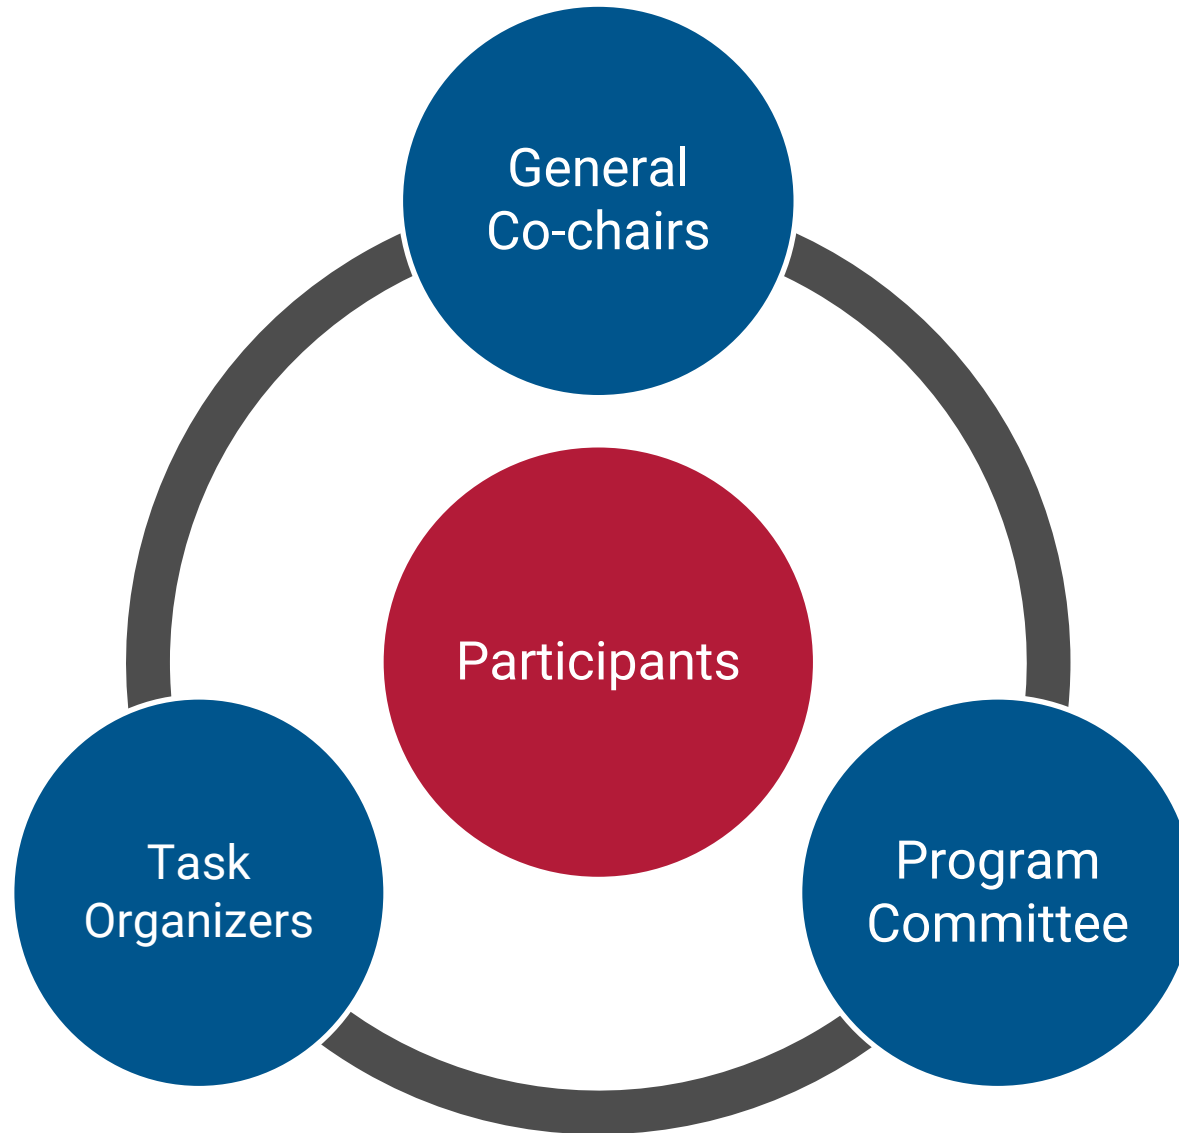 General
Co-chairs
Participants
Task
Organizers
Program
Committee